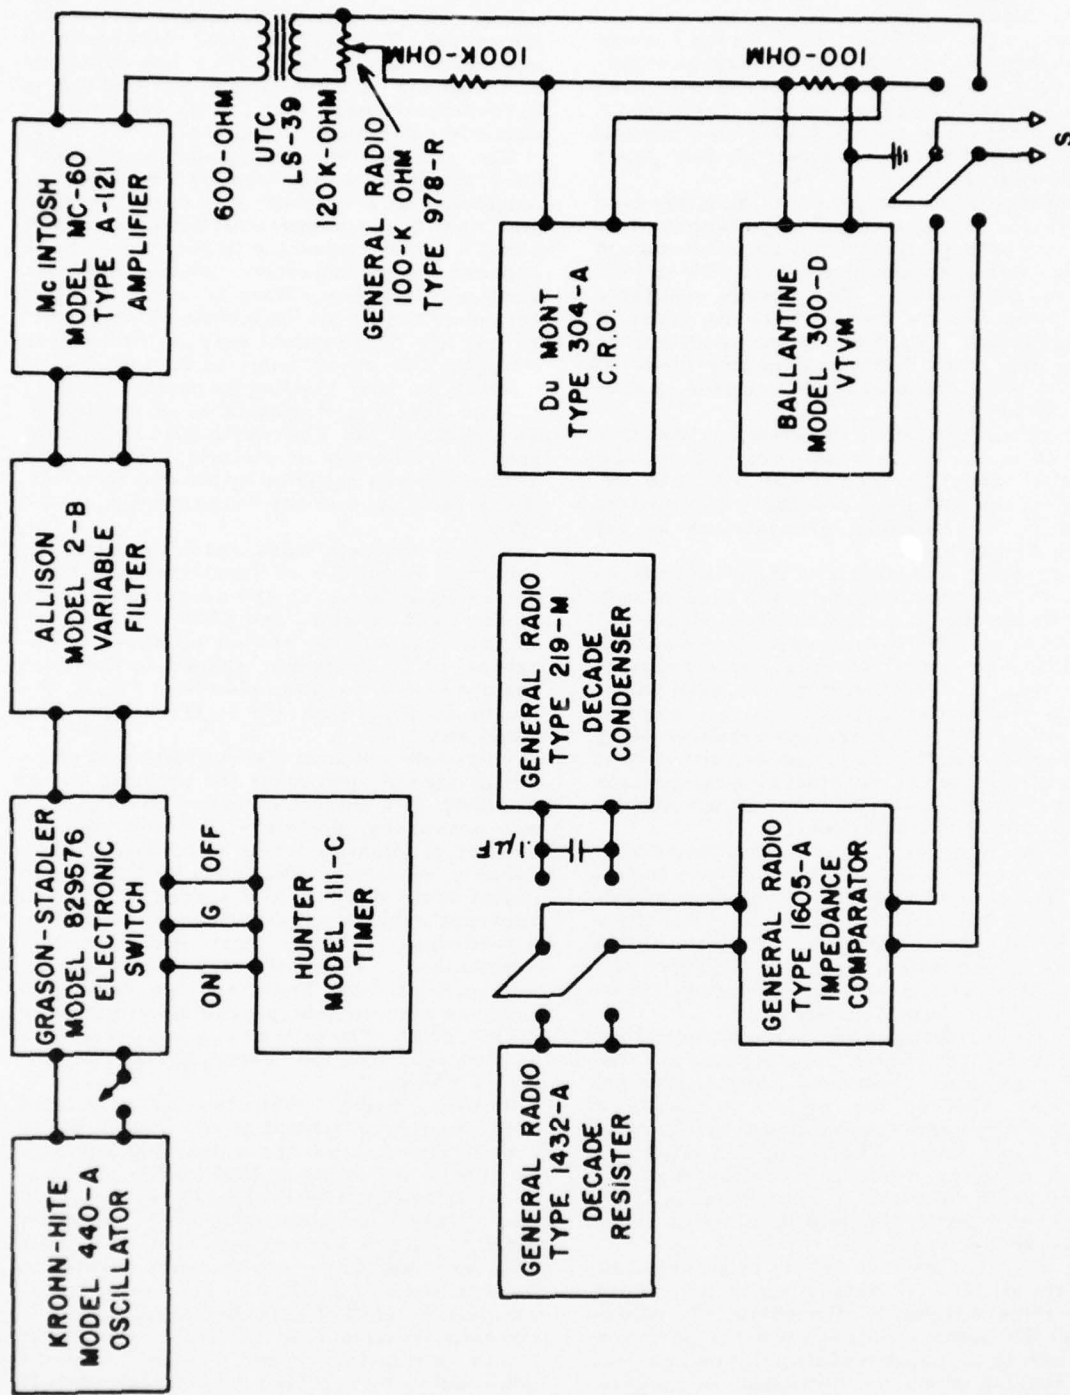 KROHN-HITE
MODEL 440-A
OSCILLATOR
GRASON-STADLER
MODEL 829S76
ELECTRONIC
SWITCH
ON
G
OFF
HUNTER
MODEL 111-C
TIMER
ALLISON
MODEL 2-B
VARIABLE
FILTER
Mc INTOSH
MODEL MC-60
TYPE A-121
AMPLIFIER
600-OHM
UTC
LS-39
120K-OHM
GENERAL RADIO
100-K OHM
TYPE 978-R
100K-OHM
100-OHM
Du MONT
TYPE 304-A
C.R.O.
BALLANTINE
MODEL 300-D
VTVM
S
GENERAL RADIO
TYPE 1432-A
DECADE
RESISTER
.1µF
GENERAL RADIO
TYPE 219-M
DECADE
CONDENSER
GENERAL RADIO
TYPE 1605-A
IMPEDANCE
COMPARATOR